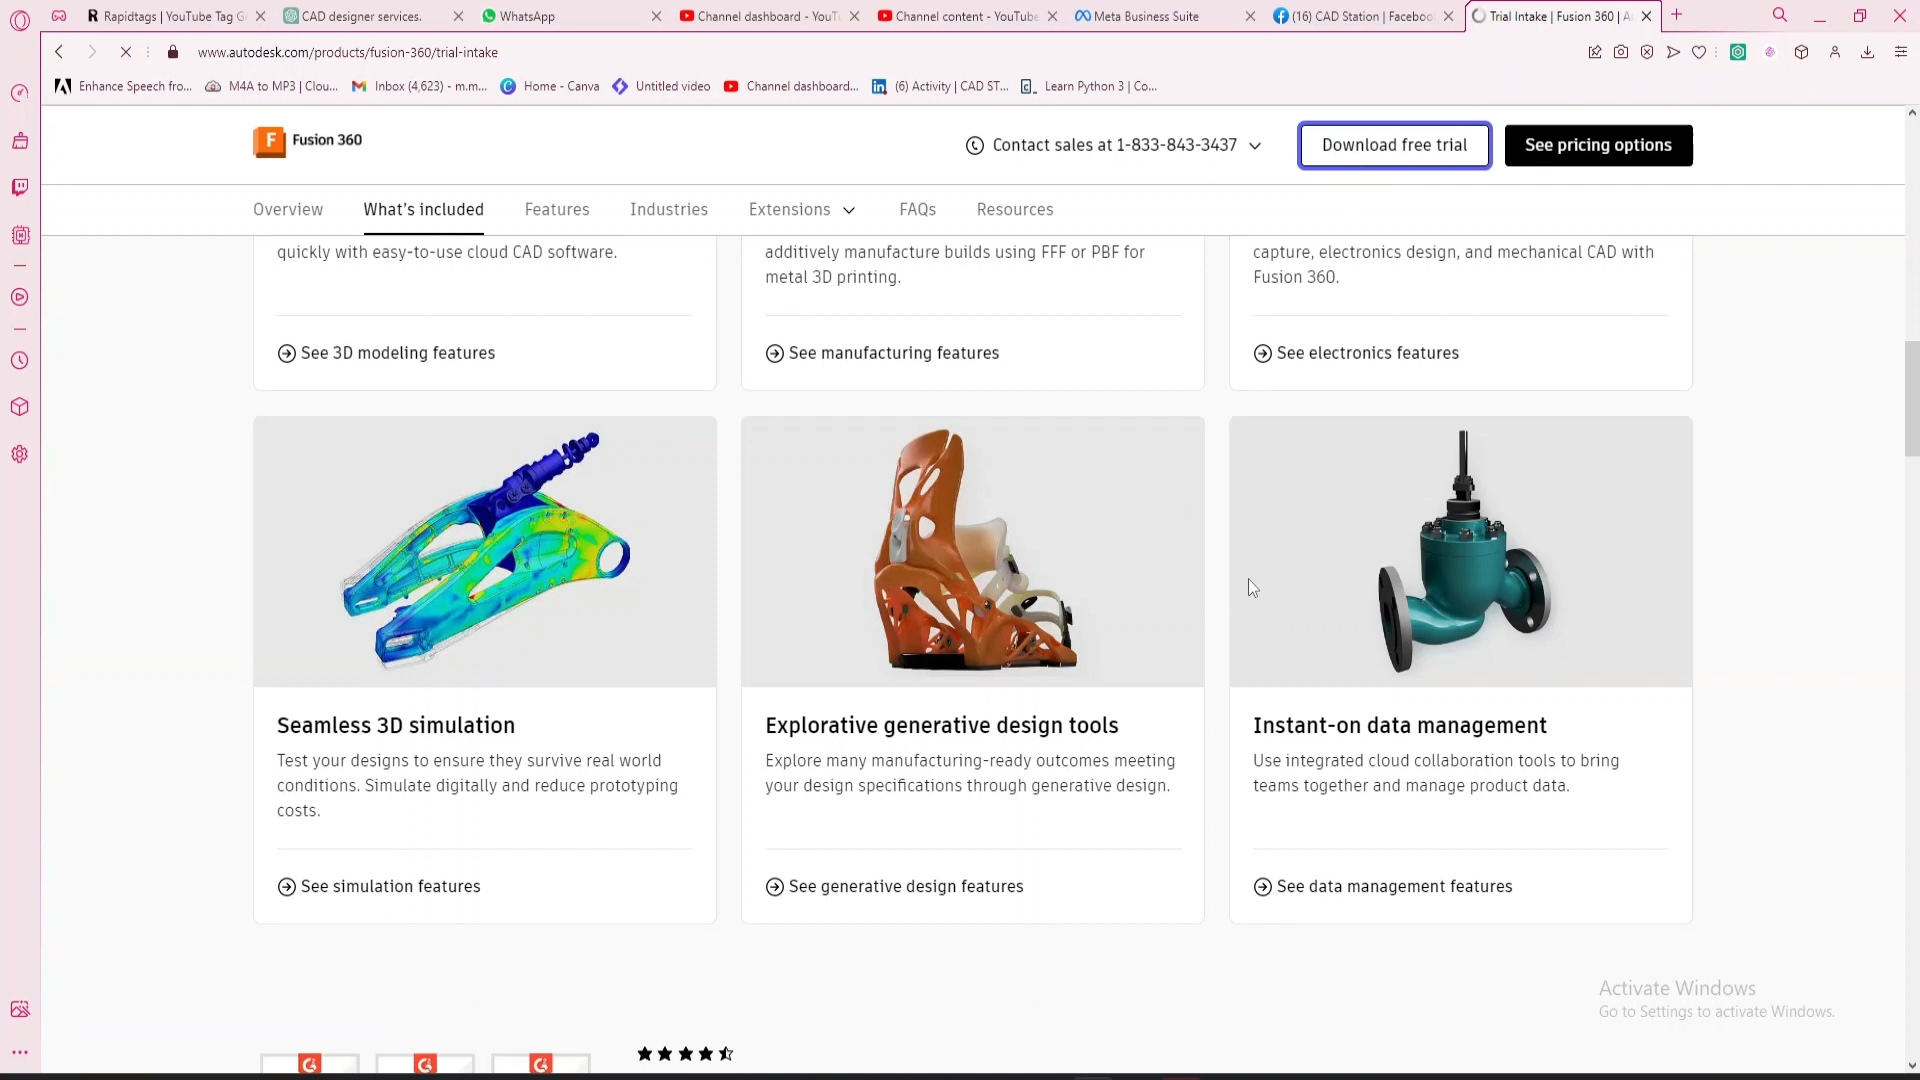 Rapidtags | YouTube Tag Ge
CAD designer services.
WhatsApp
Channel dashboard - YouTu
Channel content - YouTube
Meta Business Suite
(16) CAD Station | Facebook
Trial Intake | Fusion 360 | A
www.autodesk.com/products/fusion-360/trial-intake
Enhance Speech fro...
M4A to MP3 | Clou...
Inbox (4,623) - m.m...
Home - Canva
Untitled video
Channel dashboard...
(6) Activity | CAD ST...
Learn Python 3 | Co...
F Fusion 360
Contact sales at 1-833-843-3437
Download free trial
See pricing options
Overview
What's included
Features
Industries
Extensions
FAQs
Resources
quickly with easy-to-use cloud CAD software.
See 3D modeling features
additively manufacture builds using FFF or PBF for
metal 3D printing.
See manufacturing features
capture, electronics design, and mechanical CAD with
Fusion 360.
See electronics features
Seamless 3D simulation
Test your designs to ensure they survive real world
conditions. Simulate digitally and reduce prototyping
costs.
See simulation features
Explorative generative design tools
Explore many manufacturing-ready outcomes meeting
your design specifications through generative design.
See generative design features
Instant-on data management
Use integrated cloud collaboration tools to bring
teams together and manage product data.
See data management features
Activate Windows
Go to Settings to activate Windows.